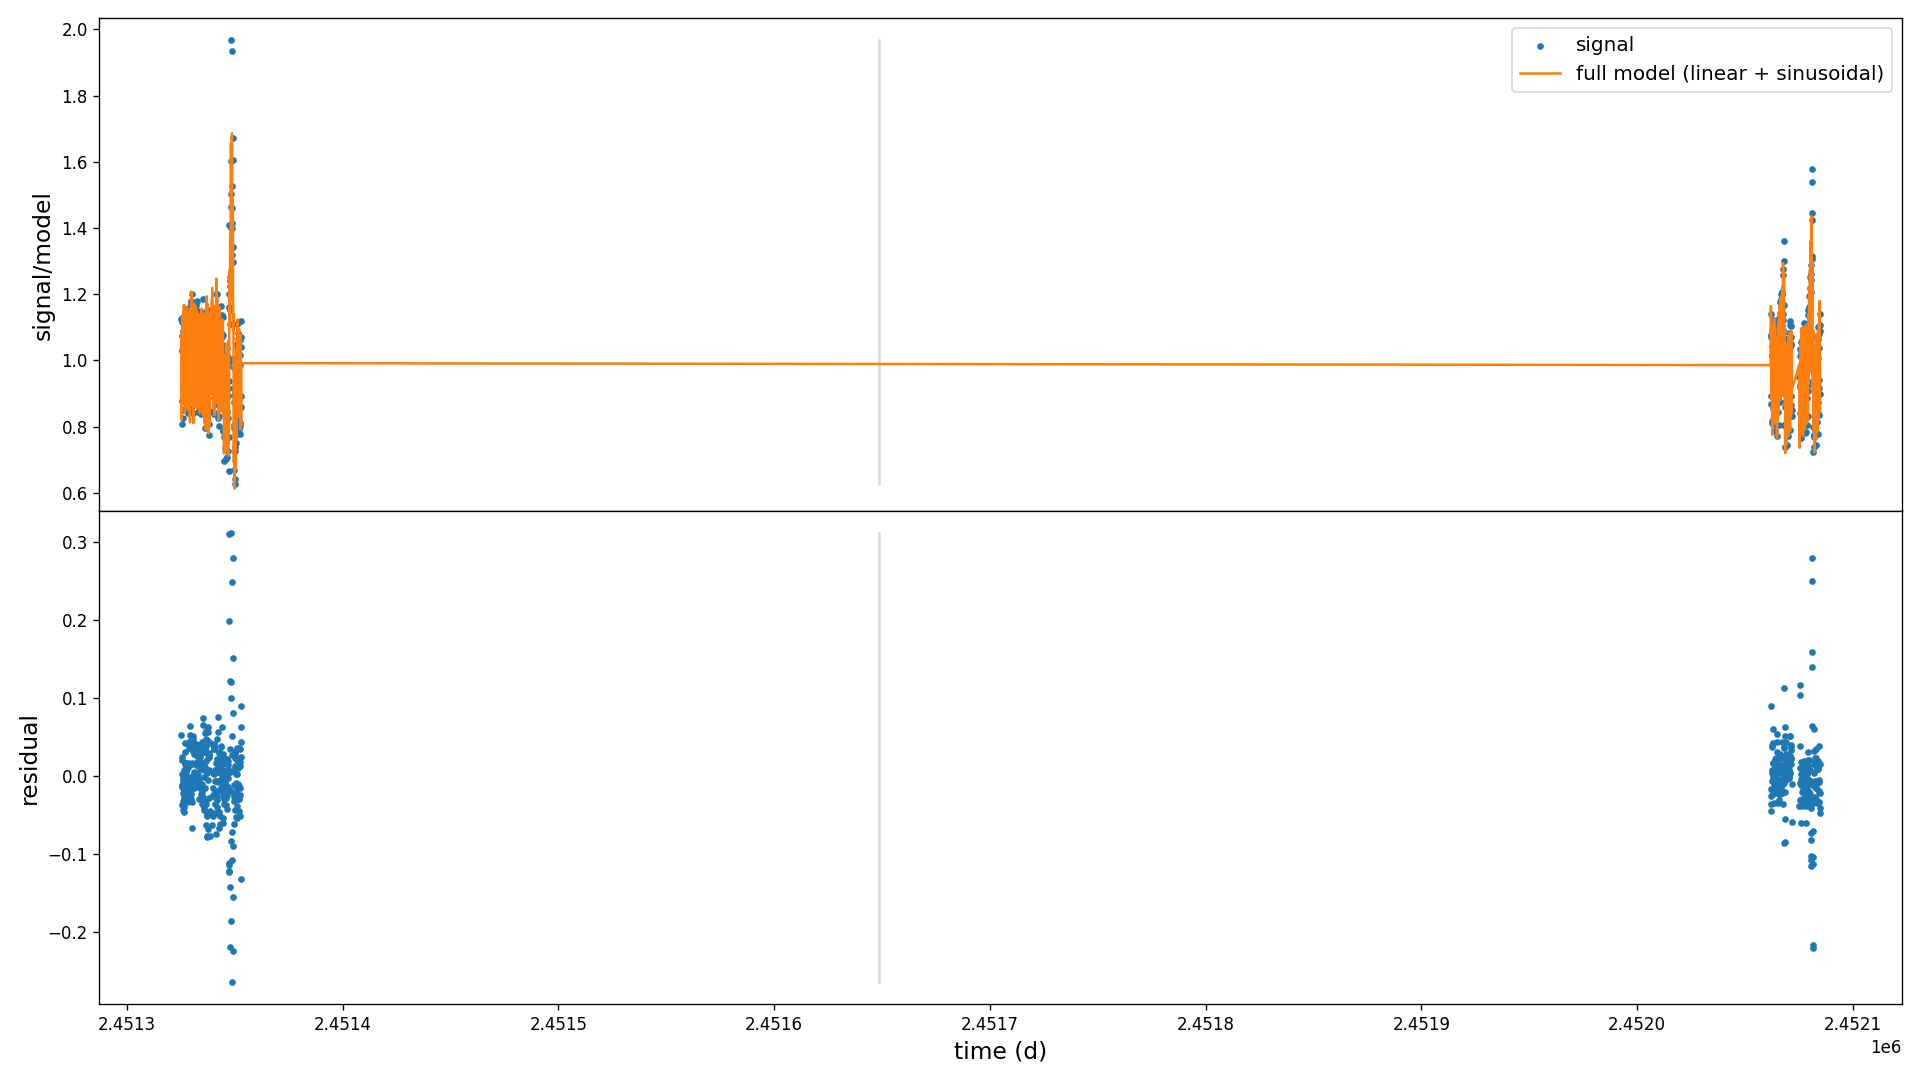 2.0
1.8
1.6
1.4
1.2
1.0
0.8
0.6
signal/model
signal
full model (linear + sinusoidal)
0.3
0.2
0.1
0.0
−0.1
−0.2
residual
2.4513 2.4514 2.4515 2.4516 2.4517 2.4518 2.4519 2.4520 2.4521
1e6
time (d)